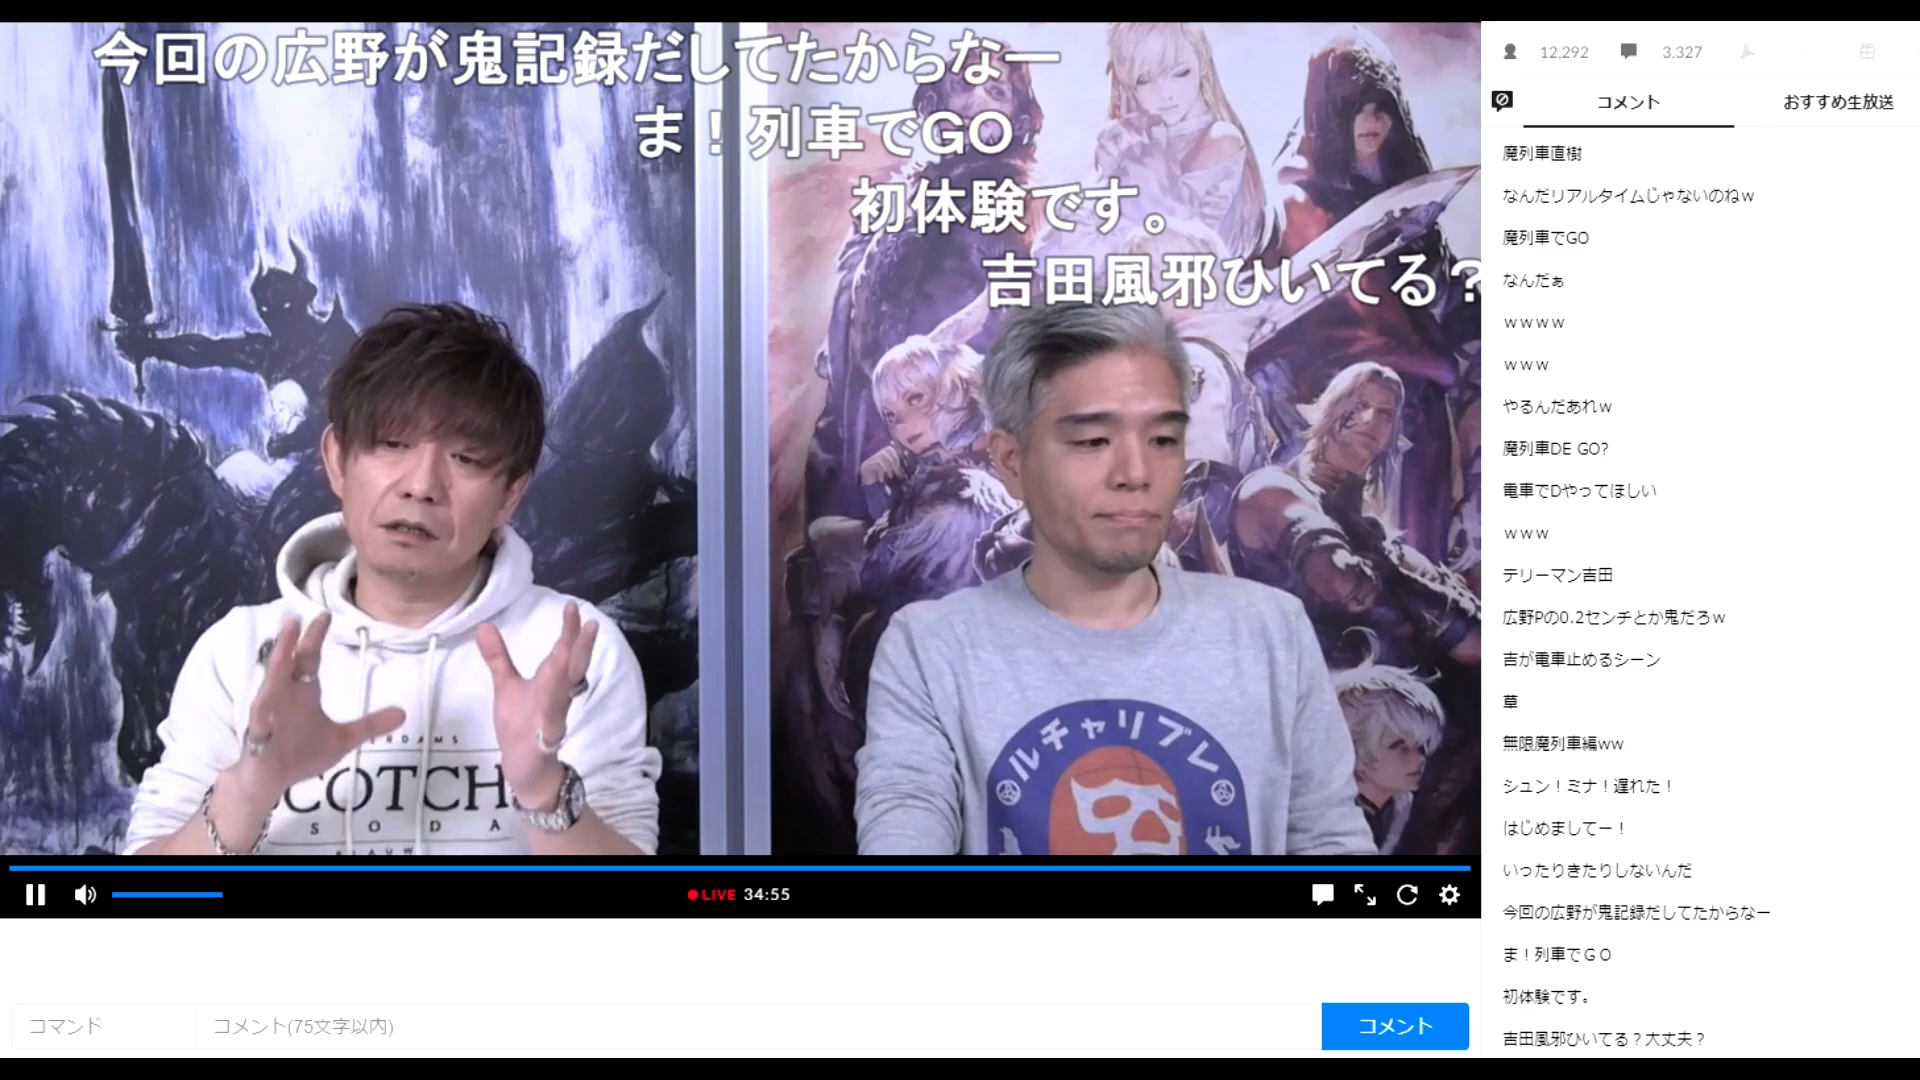 今回の広野が鬼記録だしてたからなー
ま！列車でGO
初体験です。
吉田風邪ひいてる？
SCOTCH
SODA
ルチャリブレ
LIVE 34:55
コマンド
コメント(75文字以内)
コメント
12,292
3,327
コメント
おすすめ生放送
魔列車直樹
なんだリアルタイムじゃないのねｗ
魔列車でGO
なんだぁ
ｗｗｗｗ
ｗｗｗ
やるんだあれｗ
魔列車DE GO?
電車でDやってほしい
ｗｗｗ
テリーマン吉田
広野Pの0.2センチとか鬼だろｗ
吉が電車止めるシーン
草
無限魔列車編ww
シュン！ミナ！遅れた！
はじめましてー！
いったりきたりしないんだ
今回の広野が鬼記録だしてたからなー
ま！列車でＧＯ
初体験です。
吉田風邪ひいてる？大丈夫？